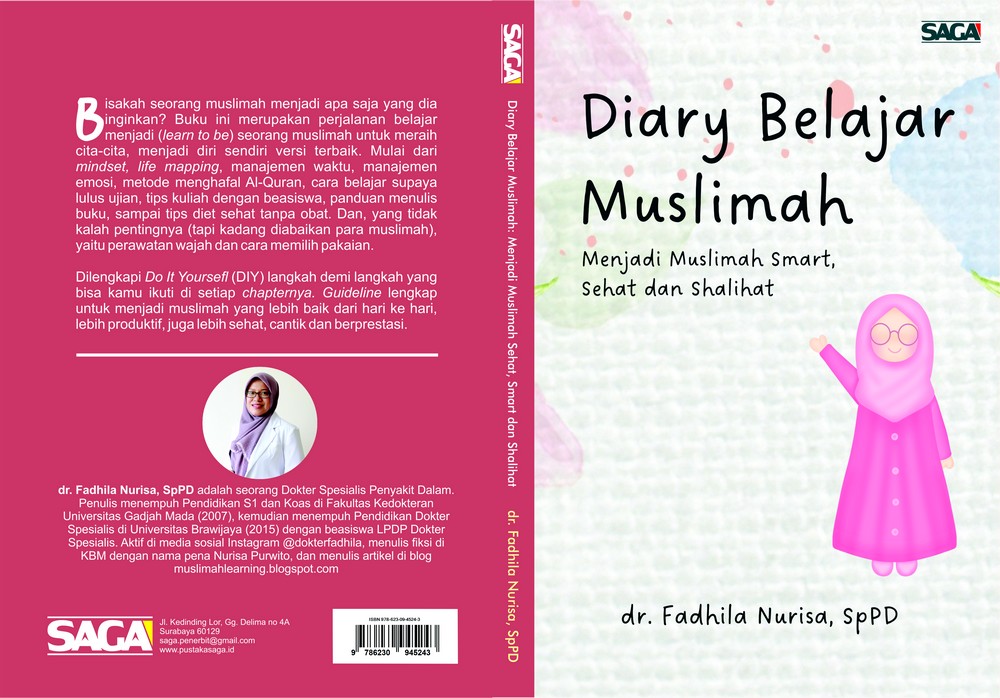 Bisakah seorang muslimah menjadi apa saja yang dia
inginkan? Buku ini merupakan perjalanan belajar
menjadi (learn to be) seorang muslimah untuk meraih
cita-cita, menjadi diri sendiri versi terbaik. Mulai dari
mindset, life mapping, manajemen waktu, manajemen
emosi, metode menghafal Al-Quran, cara belajar supaya
lulus ujian, tips kuliah dengan beasiswa, panduan menulis
buku, sampai tips diet sehat tanpa obat. Dan, yang tidak
kalah pentingnya (tapi kadang diabaikan para muslimah),
yaitu perawatan wajah dan cara memilih pakaian.
Dilengkapi Do It Yoursefl (DIY) langkah demi langkah yang
bisa kamu ikuti di setiap chapternya. Guideline lengkap
untuk menjadi muslimah yang lebih baik dari hari ke hari,
lebih produktif, juga lebih sehat, cantik dan berprestasi.
dr. Fadhila Nurisa, SpPD adalah seorang Dokter Spesialis Penyakit Dalam.
Penulis menempuh Pendidikan S1 dan Koas di Fakultas Kedokteran
Universitas Gadjah Mada (2007), kemudian menempuh Pendidikan Dokter
Spesialis di Universitas Brawijaya (2015) dengan beasiswa LPDP Dokter
Spesialis. Aktif di media sosial Instagram @dokterfadhila, menulis fiksi di
KBM dengan nama pena Nurisa Purwito, dan menulis artikel di blog
muslimahlearning.blogspot.com
SAGA
Jl. Kedinding Lor, Gg. Delima no 4A
Surabaya 60129
saga.penerbit@gmail.com
www.pustakasaga.id
ISBN 978-623-09-4524-3
9 786230 945243
SAGA
Diary Belajar Muslimah: Menjadi Muslimah Sehat, Smart dan Shalihat
dr. Fadhila Nurisa, SpPD
SAGA
Diary Belajar
Muslimah
Menjadi Muslimah Smart,
Sehat dan Shalihat
dr. Fadhila Nurisa, SpPD